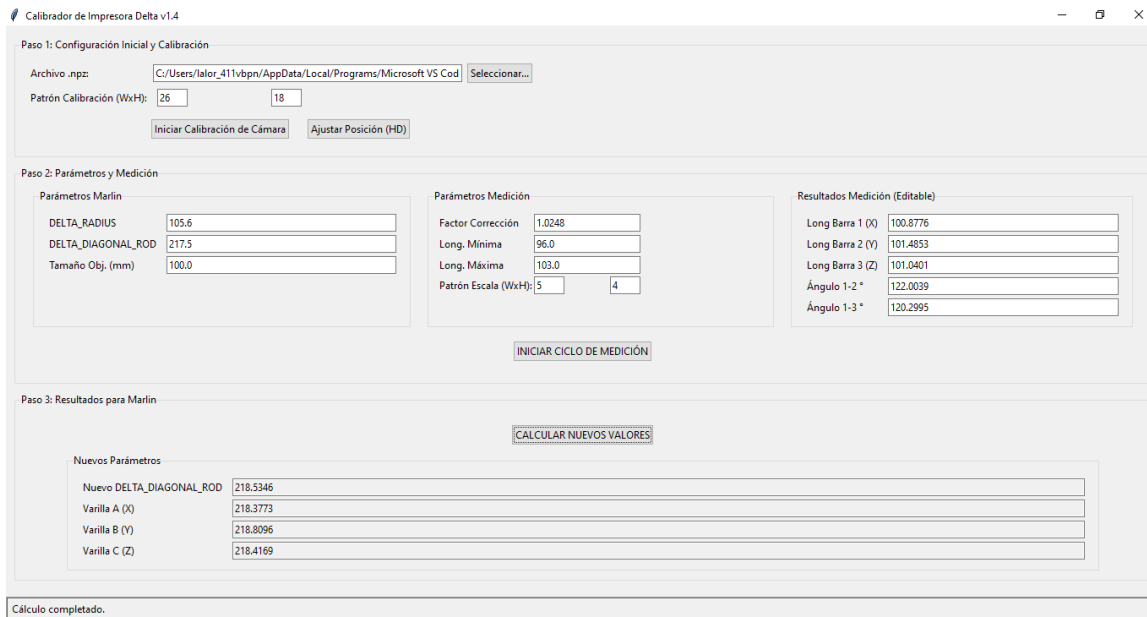 Calibrador de Impresora Delta v1.4
Paso 1: Configuración Inicial y Calibración
Archivo .npz: C:/Users/lalor_411vbpn/AppData/Local/Programs/Microsoft VS Cod Seleccionar...
Patrón Calibración (WxH): 26 18
Iniciar Calibración de Cámara Ajustar Posición (HD)
Paso 2: Parámetros y Medición
Parámetros Marlin
DELTA_RADIUS 105.6
DELTA_DIAGONAL_ROD 217.5
Tamaño Obj. (mm) 100.0
Parámetros Medición
Factor Corrección 1.0248
Long. Mínima 96.0
Long. Máxima 103.0
Patrón Escala (WxH): 5 4
Resultados Medición (Editable)
Long Barra 1 (X) 100.8776
Long Barra 2 (Y) 101.4853
Long Barra 3 (Z) 101.0401
Ángulo 1-2 ° 122.0039
Ángulo 1-3 ° 120.2995
INICIAR CICLO DE MEDICIÓN
Paso 3: Resultados para Marlin
CALCULAR NUEVOS VALORES
Nuevos Parámetros
Nuevo DELTA_DIAGONAL_ROD 218.5346
Varilla A (X) 218.3773
Varilla B (Y) 218.8096
Varilla C (Z) 218.4169
Cálculo completado.